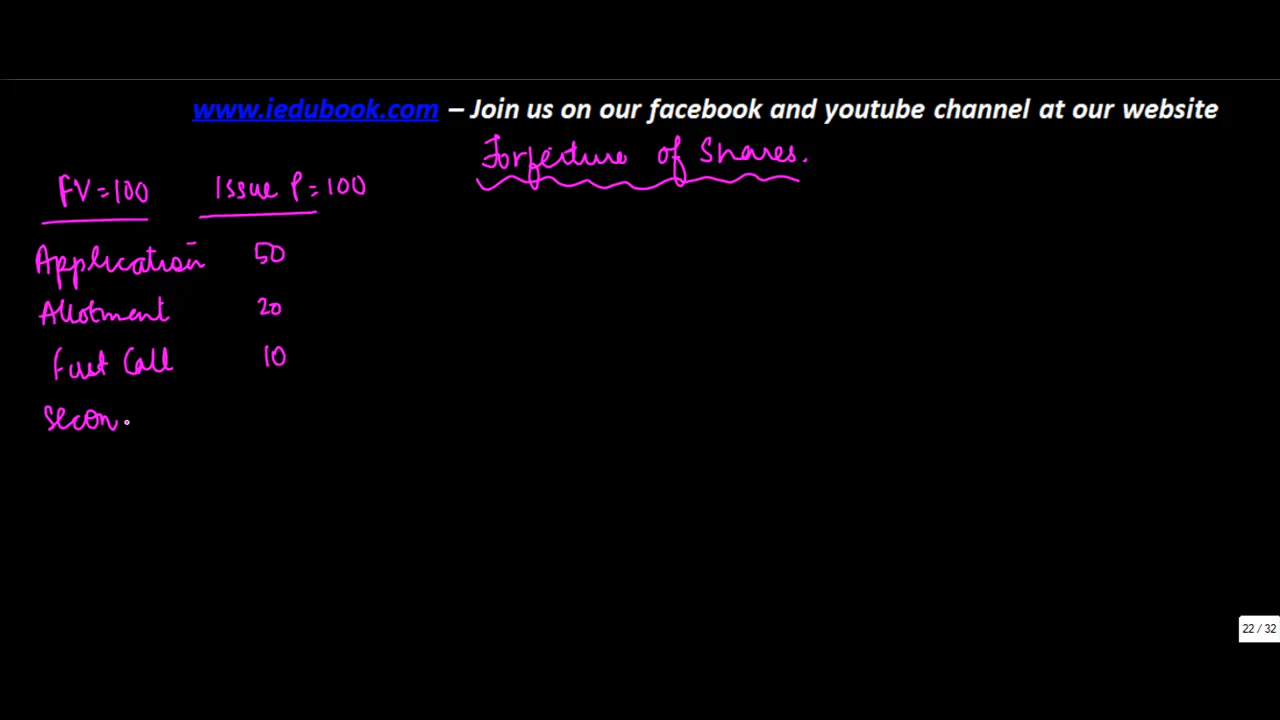 www.iedubook.com – Join us on our facebook and youtube channel at our website
Forfeiture of Shares.
FV = 100 Issue P = 100
Application 50
Allotment 20
First Call 10
Secon
22 / 32